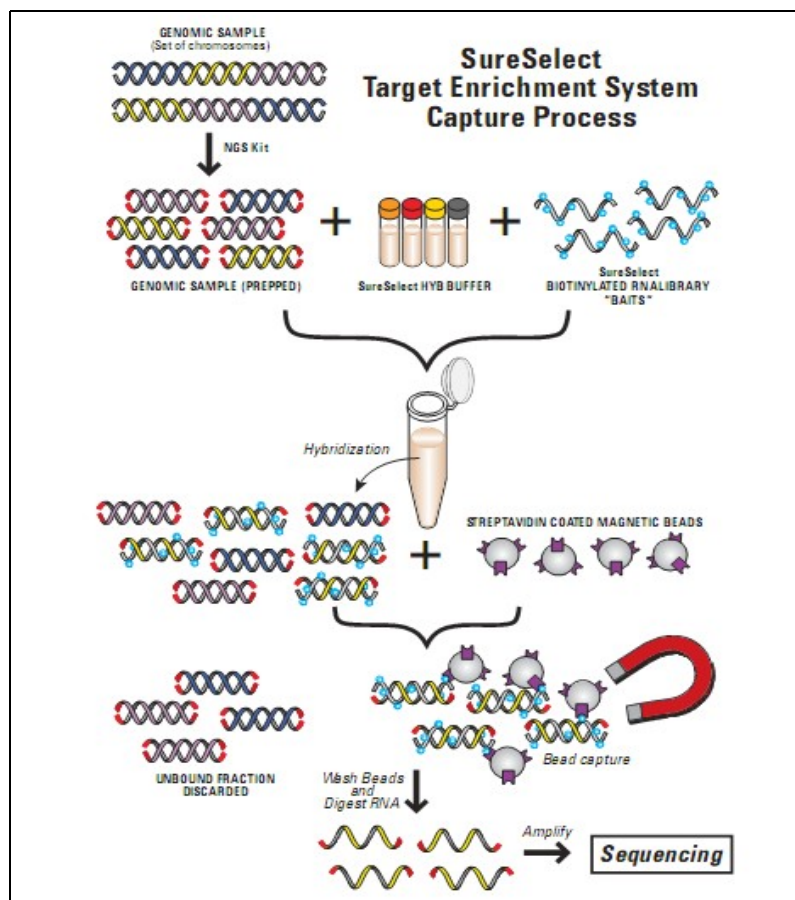 GENOMIC SAMPLE
(Set of chromosomes)
SureSelect
Target Enrichment System
Capture Process
NGS Kit
GENOMIC SAMPLE (PREPPED)
SureSelect HYB BUFFER
SureSelect
BIOTINYLATED RNA LIBRARY
"BAITS"
Hybridization
STREPTAVIDIN COATED MAGNETIC BEADS
UNBOUND FRACTION
DISCARDED
Bead capture
Wash Beads
and
Digest RNA
Amplify
Sequencing